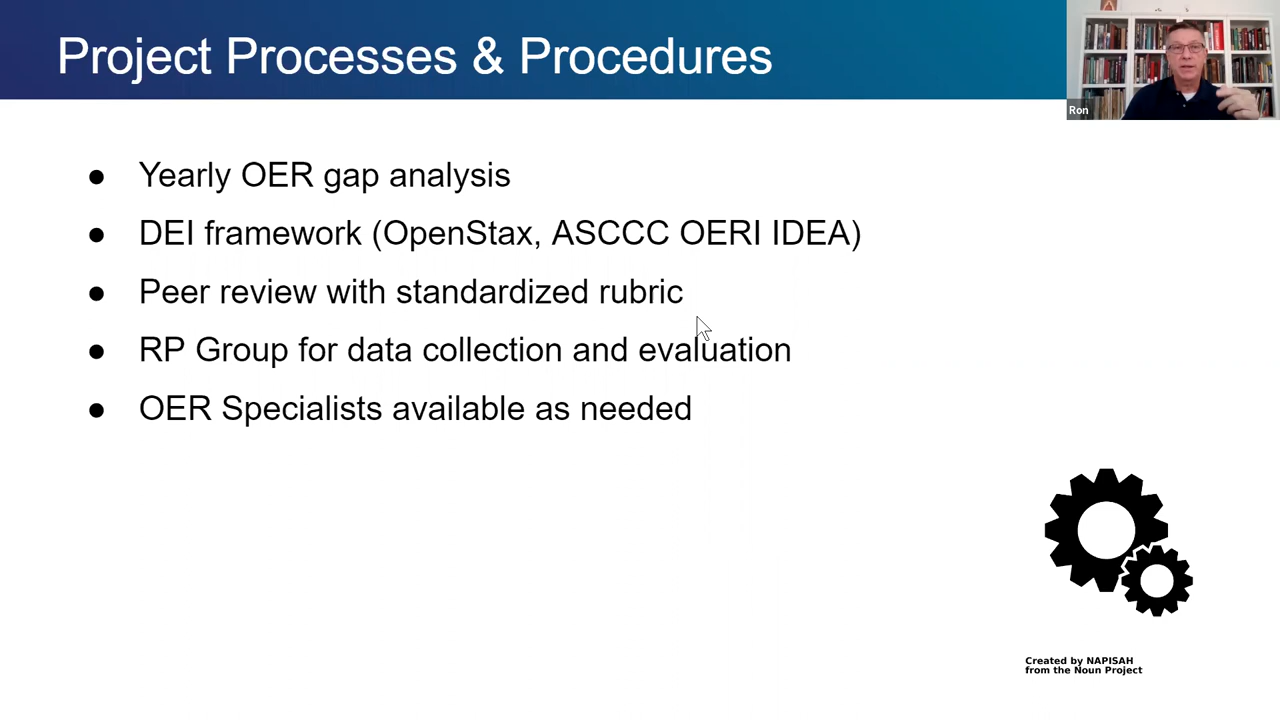 Project Processes & Procedures
Ron
● Yearly OER gap analysis
● DEI framework (OpenStax, ASCCC OERI IDEA)
● Peer review with standardized rubric
● RP Group for data collection and evaluation
● OER Specialists available as needed
Created by NAPISAH
from the Noun Project